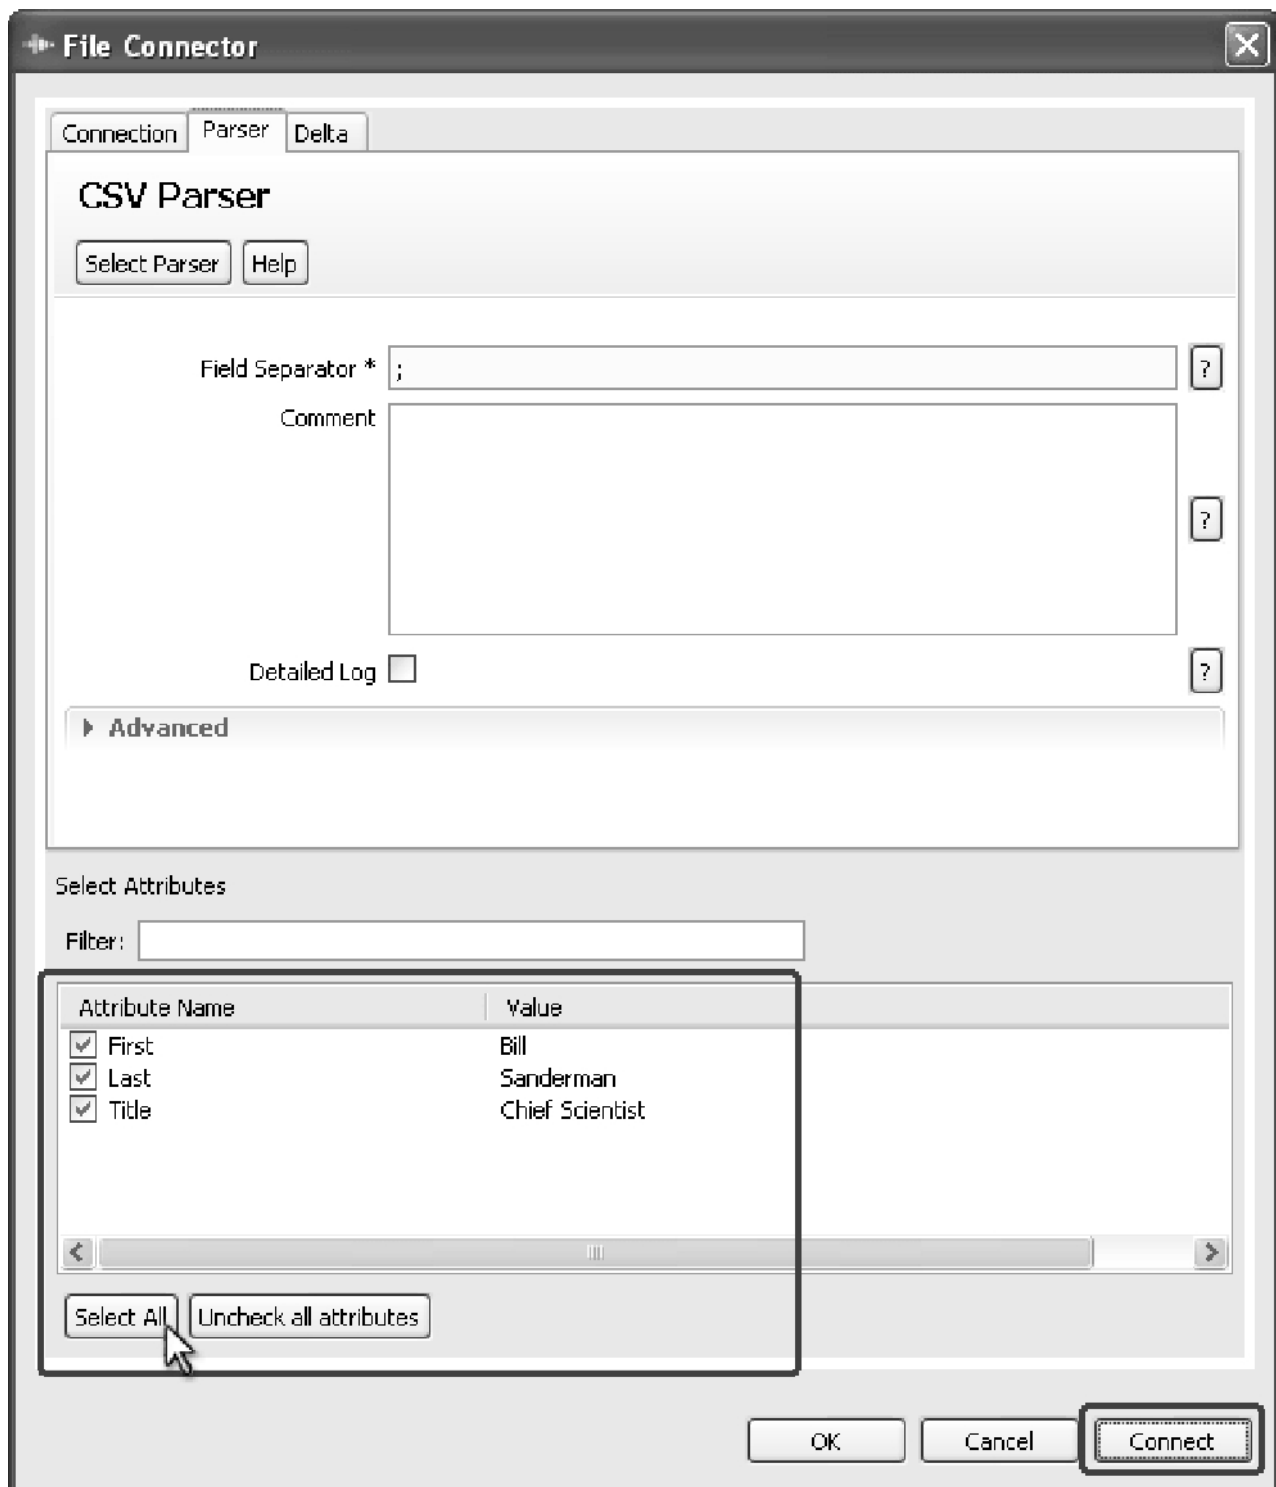 File Connector
Connection Parser Delta
CSV Parser
Select Parser Help
Field Separator * ; ?
Comment
?
Detailed Log ?
Advanced
Select Attributes
Filter:
Attribute Name Value
First Bill
Last Sanderman
Title Chief Scientist
Select All Uncheck all attributes
OK Cancel Connect